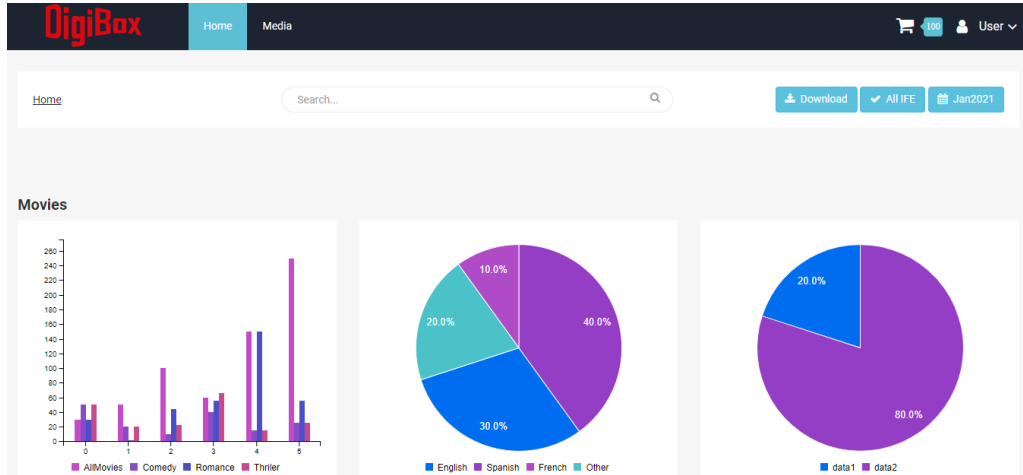 DigiBox Home Media 100 User
Home Search... Download All IFE Jan2021
Movies
260
240
220
200
180
160
140
120
100
80
60
40
20
0
0 1 2 3 4 5
AllMovies Comedy Romance Thriler
10.0%
20.0%
40.0%
30.0%
English Spanish French Other
20.0%
80.0%
data1 data2